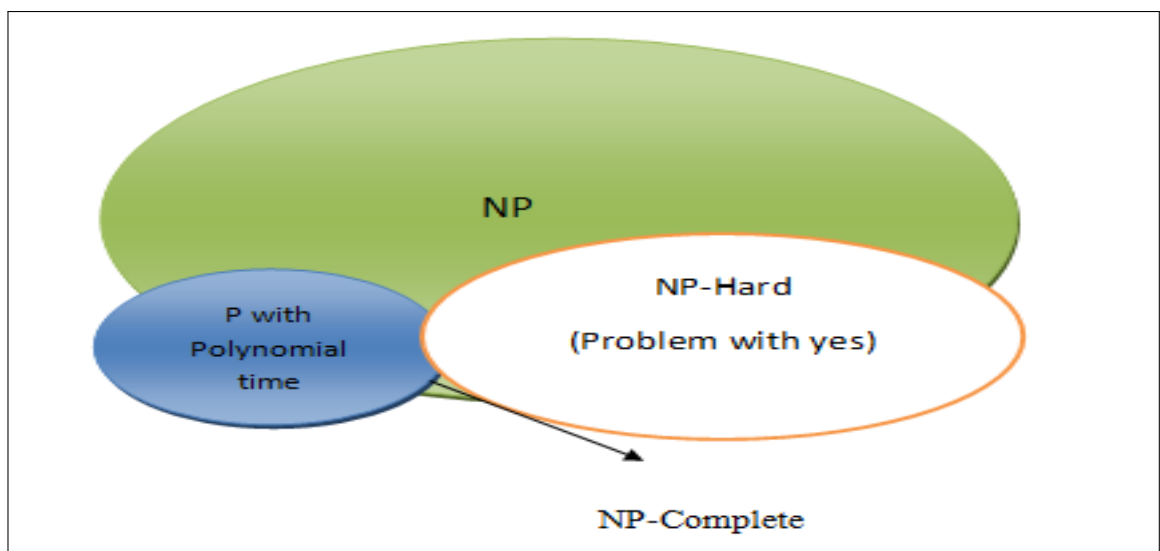 NP
NP-Hard
(Problem with yes)
P with
Polynomial
time
NP-Complete